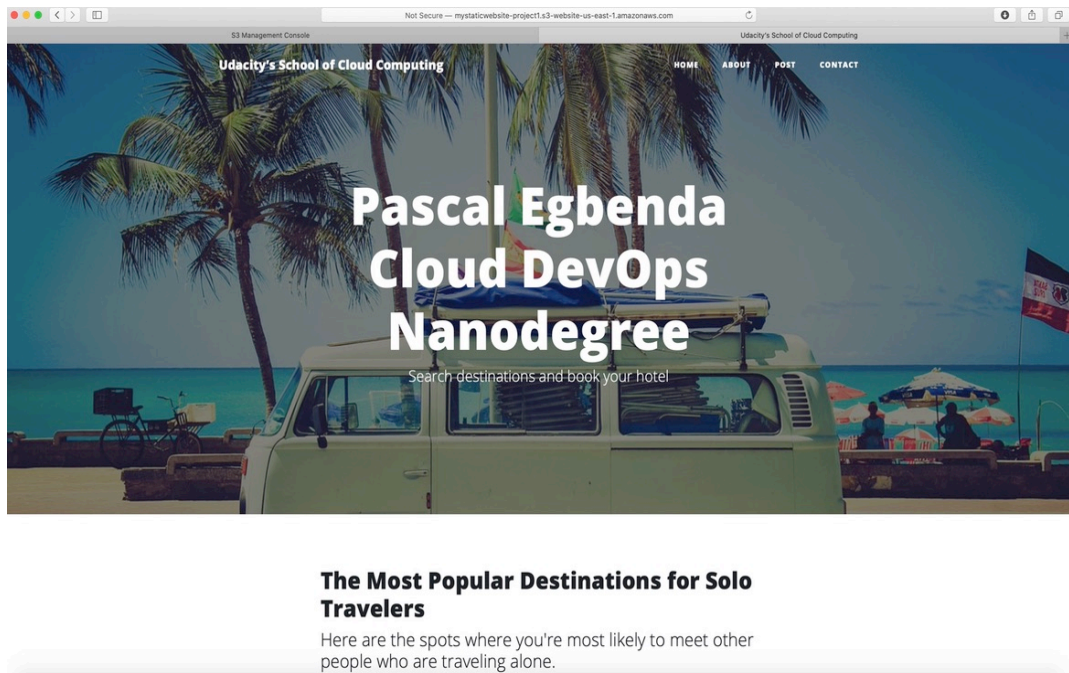 Not Secure — mystaticwebsite-project1.s3-website-us-east-1.amazonaws.com
S3 Management Console
Udacity's School of Cloud Computing
Udacity's School of Cloud Computing
HOME
ABOUT
POST
CONTACT
Pascal Egbenda
Cloud DevOps
Nanodegree
Search destinations and book your hotel
The Most Popular Destinations for Solo
Travelers
Here are the spots where you're most likely to meet other
people who are traveling alone.